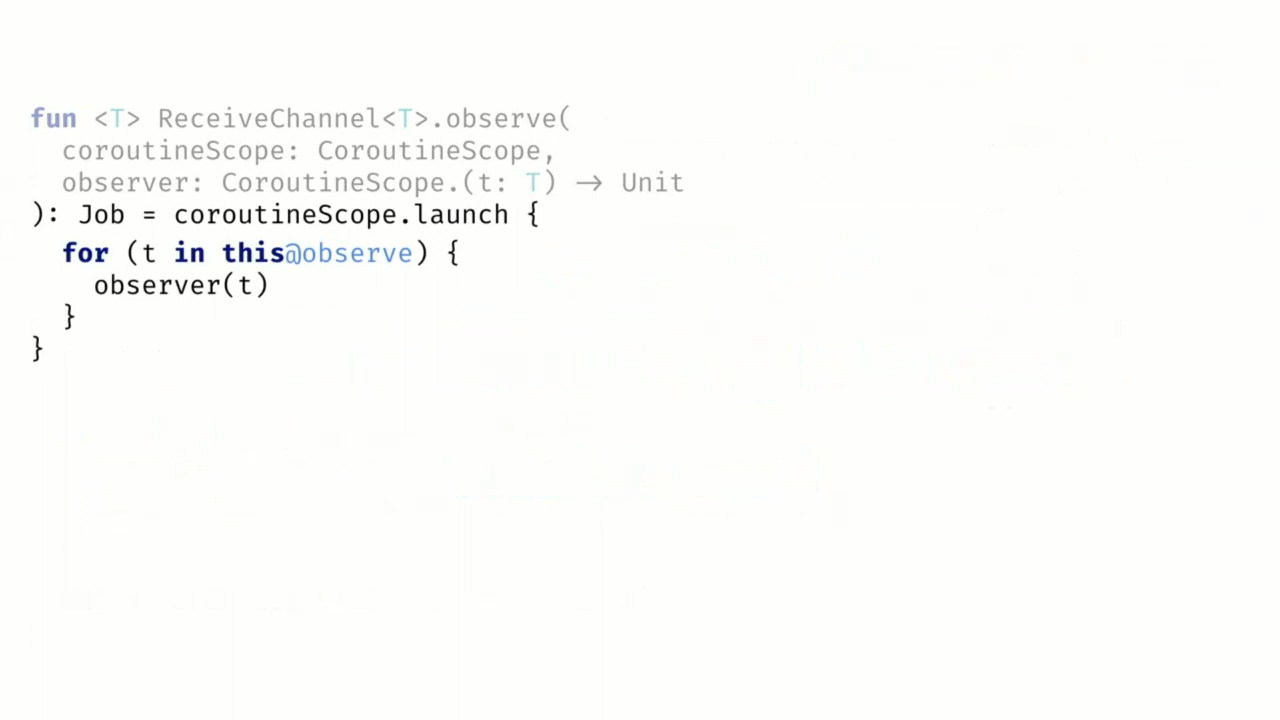 fun <T> ReceiveChannel<T>.observe(
  coroutineScope: CoroutineScope,
  observer: CoroutineScope.(t: T) → Unit
): Job = coroutineScope.launch {
  for (t in this@observe) {
    observer(t)
  }
}